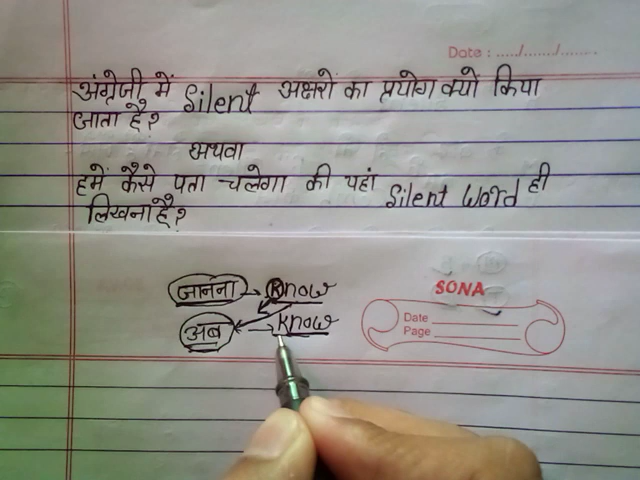 Date : ...../......./.......
अंग्रेजी में Silent अक्षरों का प्रयोग क्यों किया
जाता है?
अथवा
हमें कैसे पता चलेगा की यहां Silent Word ही
लिखना है?
जानना → Know
SONA
अब → Know
Date
Page